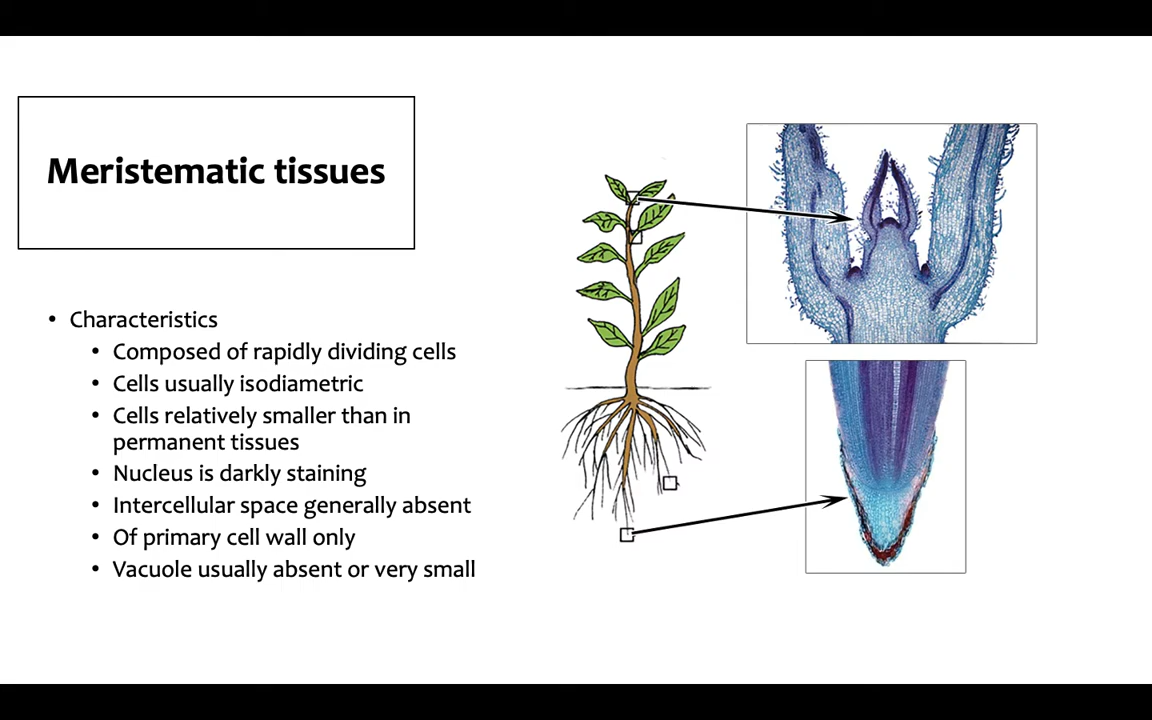 Meristematic tissues
• Characteristics
• Composed of rapidly dividing cells
• Cells usually isodiametric
• Cells relatively smaller than in
permanent tissues
• Nucleus is darkly staining
• Intercellular space generally absent
• Of primary cell wall only
• Vacuole usually absent or very small